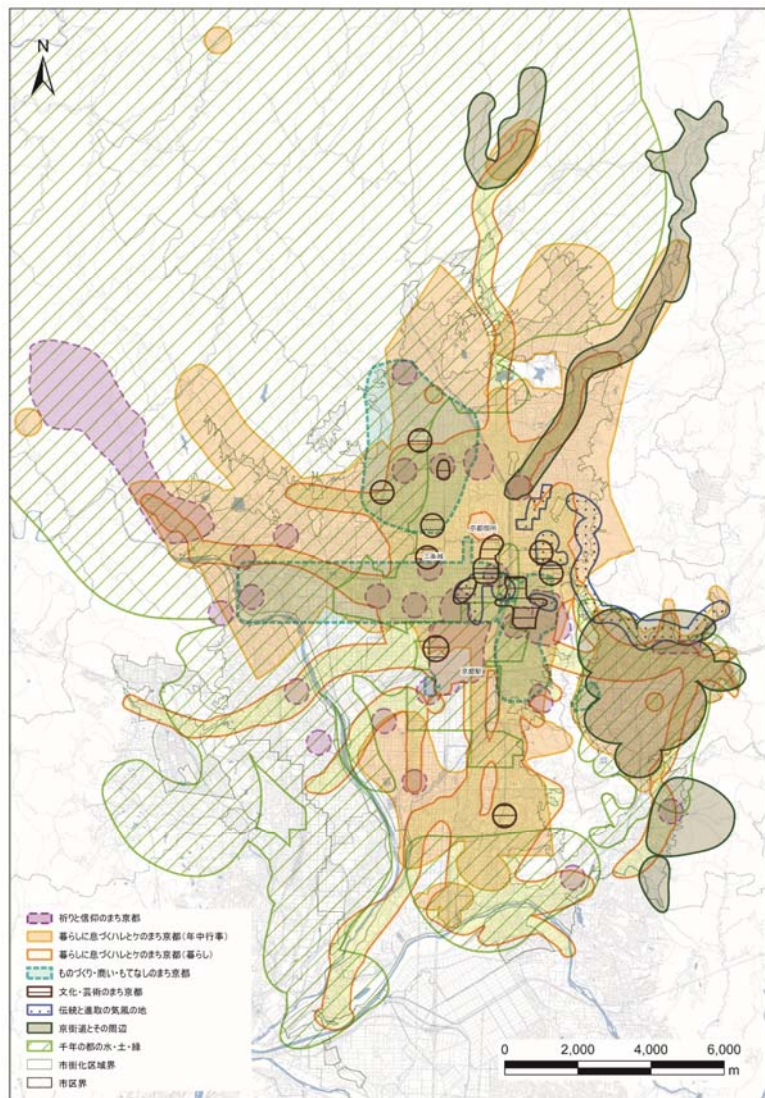 N
京都御所
二条城
京都駅
祈りと信仰のまち京都
暮らしに息づくハレとケのまち京都(年中行事)
暮らしに息づくハレとケのまち京都(暮らし)
ものづくり・商い・もてなしのまち京都
文化・芸術のまち京都
伝統と進取の気風の地
京街道とその周辺
千年の都の水・土・緑
市街化区域界
市区界
0 2,000 4,000 6,000
m